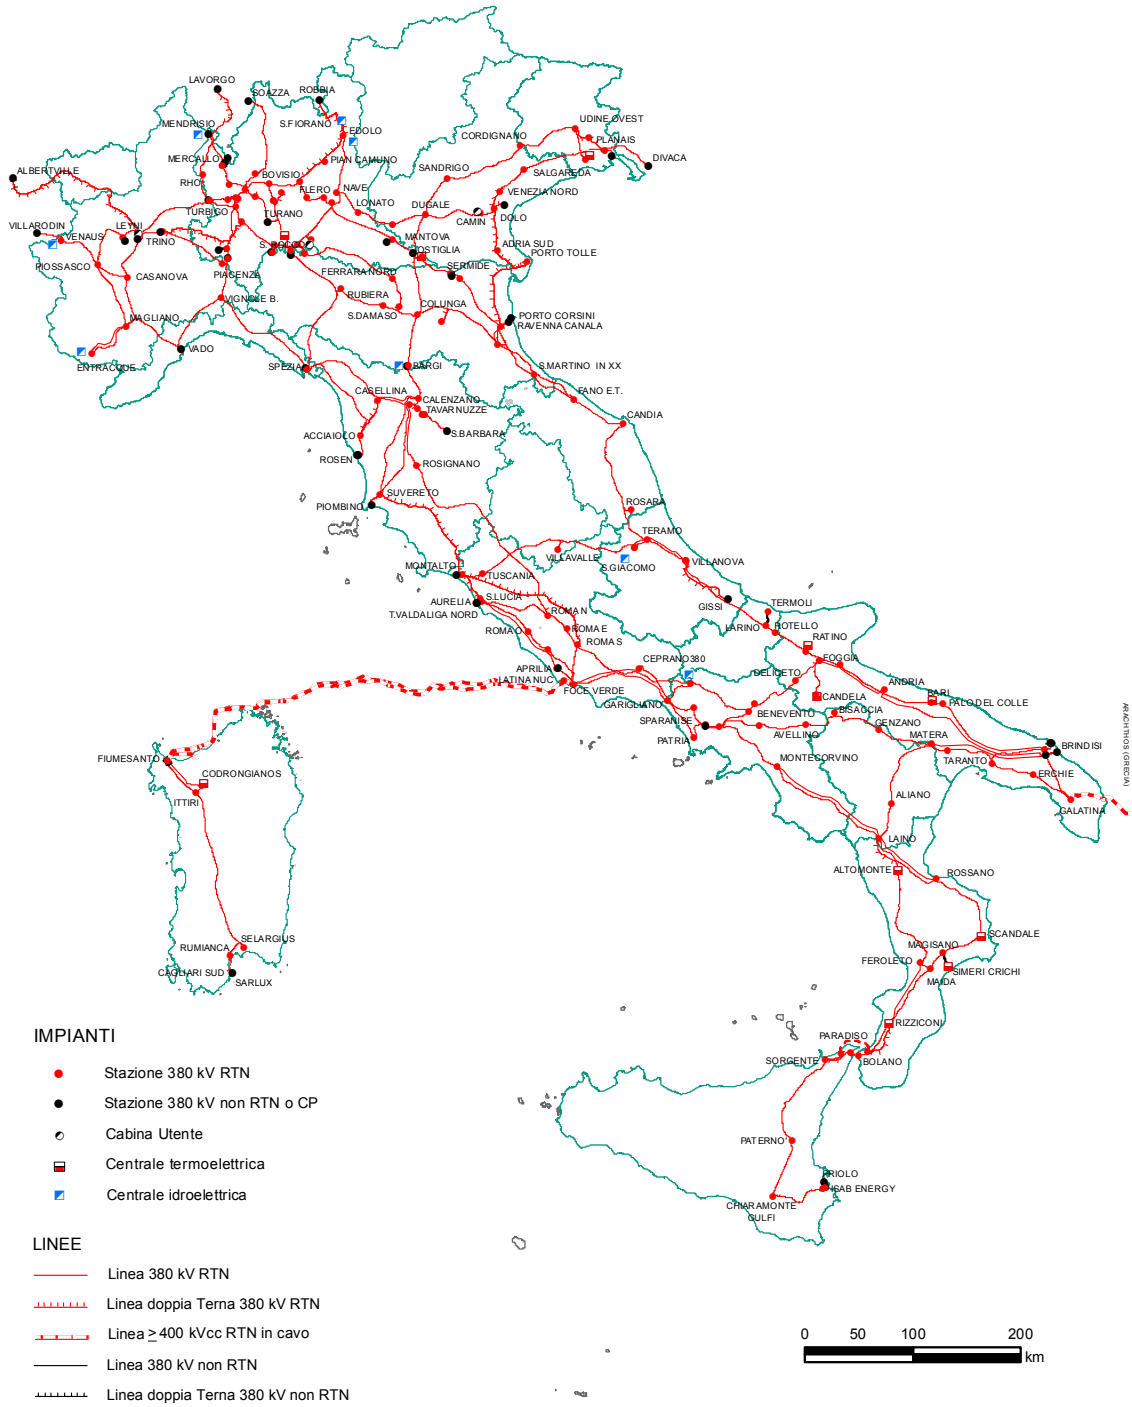 LAVORGO
SOAZZA
ROBBIA
MENDRISIO
S.FIORANO
EDOLO
UDINE OVEST
CORDIGNANO
PLANAIS
MERCALLO
PIAN CAMUNO
SANDRIGO
SALGAREDA
DIVACA
ALBERTVILLE
RHO
BOVISIO
FLERO
NAVE
VENEZIA NORD
TURBIGO
LONATO
DUGALE
DOLO
VILLARODIN
LEYNI
TURANO
CAMIN
VENAUS
TRINO
S. ROCCO
MANTOVA
OSTIGLIA
ADRIA SUD
PORTO TOLLE
PIOSSASCO
CASANOVA
PIACENZA
FERRARA NORD
SERMIDE
VIGNOLE B.
RUBIERA
COLUNGA
S.DAMASO
PORTO CORSINI
RAVENNA CANALA
MAGLIANO
VADO
ENTRACQUE
SPEZIA
BARGI
S.MARTINO IN XX
CASELLINA
CALENZANO
FANO E.T.
TAVARNUZZE
CANDIA
ACCIAIOLO
S.BARBARA
ROSEN
ROSIGNANO
SUVERETO
PIOMBINO
ROSARA
TERAMO
VILLAVALLE
S.GIACOMO
VILLANOVA
MONTALTO
TUSCANIA
AURELIA
S.LUCIA
T.VALDALIGA NORD
GISSI
TERMOLI
ROMA N
ROMA O
ROMA E
LARINO
ROTELLO
ROMA S
RATINO
CEPRANO380
FOGGIA
APRILIA
LATINA NUC.
DELICETO
FOCE VERDE
ANDRIA
BARI
GARIGLIANO
CANDELA
PALO DEL COLLE
ARACHTHOS (GRECIA)
BENEVENTO
BISACCIA
SPARANISE
AVELLINO
GENZANO
PATRIA
MATERA
BRINDISI
MONTECORVINO
TARANTO
FIUMESANTO
CODRONGIANOS
ERCHIE
ITTIRI
ALIANO
GALATINA
LAINO
ALTOMONTE
ROSSANO
SCANDALE
SELARGIUS
RUMIANCA
MAGISANO
FEROLETO
CAGLIARI SUD
SIMERI CRICHI
SARLUX
MAIDA
RIZZICONI
PARADISO
SORGENTE
BOLANO
PATERNO'
PRIOLO
ISAB ENERGY
CHIARAMONTE
GULFI
IMPIANTI
Stazione 380 kV RTN
Stazione 380 kV non RTN o CP
Cabina Utente
Centrale termoelettrica
Centrale idroelettrica
LINEE
Linea 380 kV RTN
Linea doppia Terna 380 kV RTN
Linea ≥ 400 kVcc RTN in cavo
Linea 380 kV non RTN
Linea doppia Terna 380 kV non RTN
0 50 100 200
km